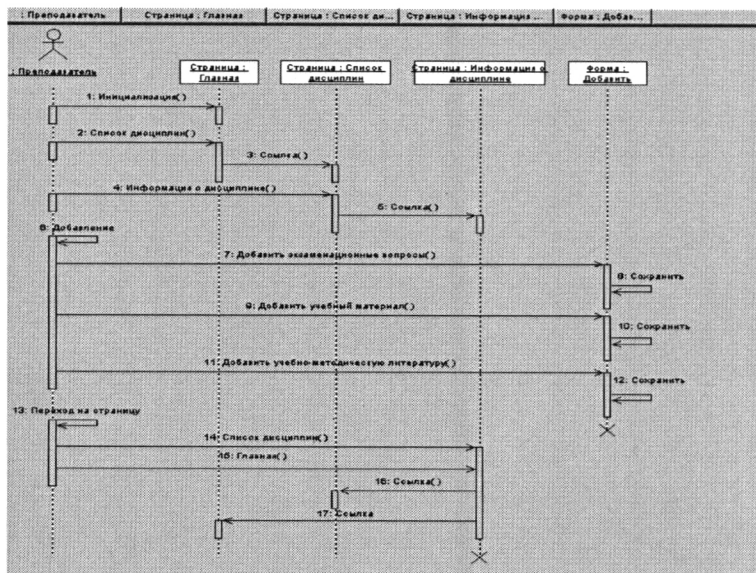 : Преподаватель
Страница : Главная
Страница : Список ди...
Страница : Информация ...
Форма : Добав...
: Преподаватель
Страница :
Главная
Страница : Список
дисциплин
Страница : Информация о
дисциплине
Форма :
Добавить
1: Инициализация()
2: Список дисциплин()
3: Ссылка()
4: Информация о дисциплине()
5: Ссылка()
6: Добавление
7: Добавить экзаменационные вопросы()
8: Сохранить
9: Добавить учебный материал()
10: Сохранить
11: Добавить учебно-методическую литературу()
12: Сохранить
13: Переход на страницу
14: Список дисциплин()
15: Главная()
16: Ссылка()
17: Ссылка